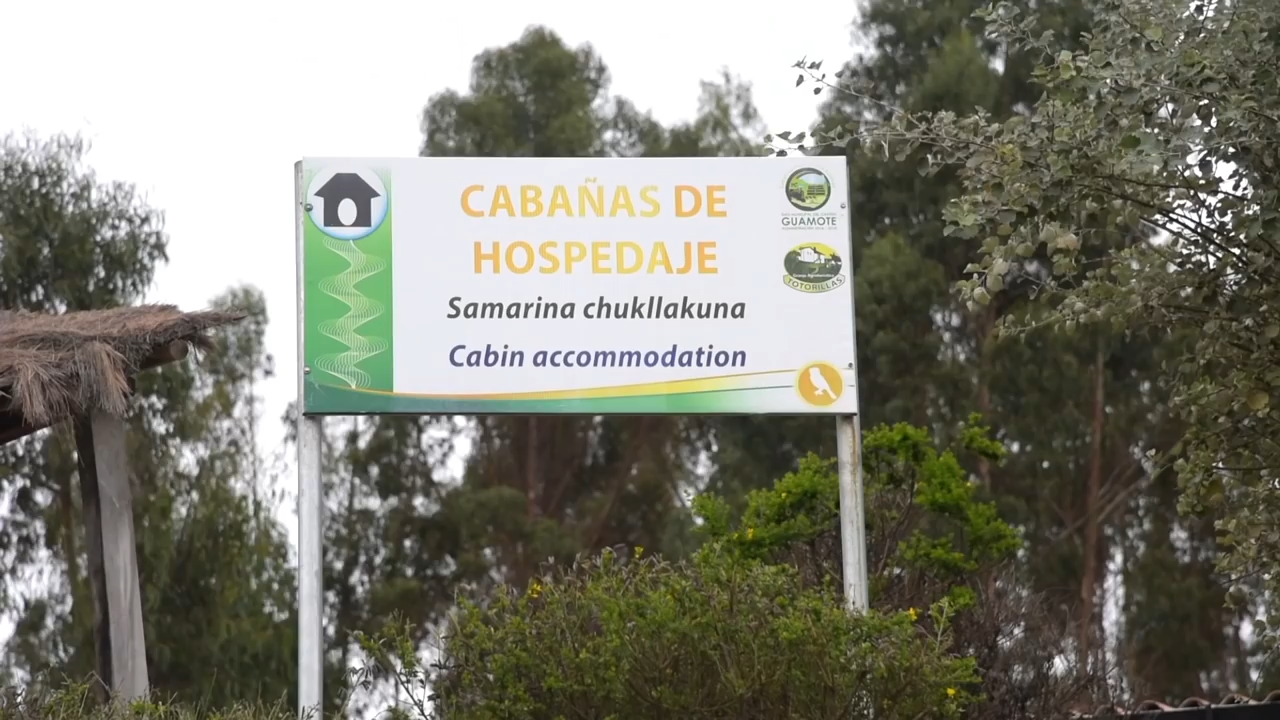 CABAÑAS DE
HOSPEDAJE
Samarina chukllakuna
Cabin accommodation
GUAMOTE
TOTORILLAS